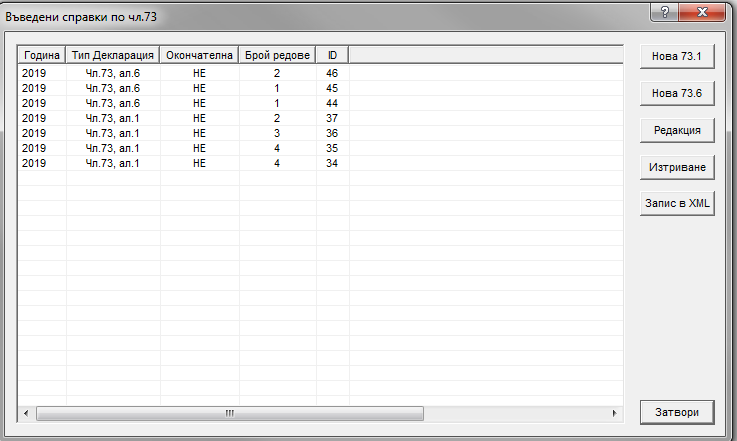 Въведени справки по чл.73
Година Тип Декларация Окончателна Брой редове ID
2019 Чл.73, ал.6 НЕ 2 46
2019 Чл.73, ал.6 НЕ 1 45
2019 Чл.73, ал.6 НЕ 1 44
2019 Чл.73, ал.1 НЕ 2 37
2019 Чл.73, ал.1 НЕ 3 36
2019 Чл.73, ал.1 НЕ 4 35
2019 Чл.73, ал.1 НЕ 4 34
Нова 73.1
Нова 73.6
Редакция
Изтриване
Запис в XML
Затвори